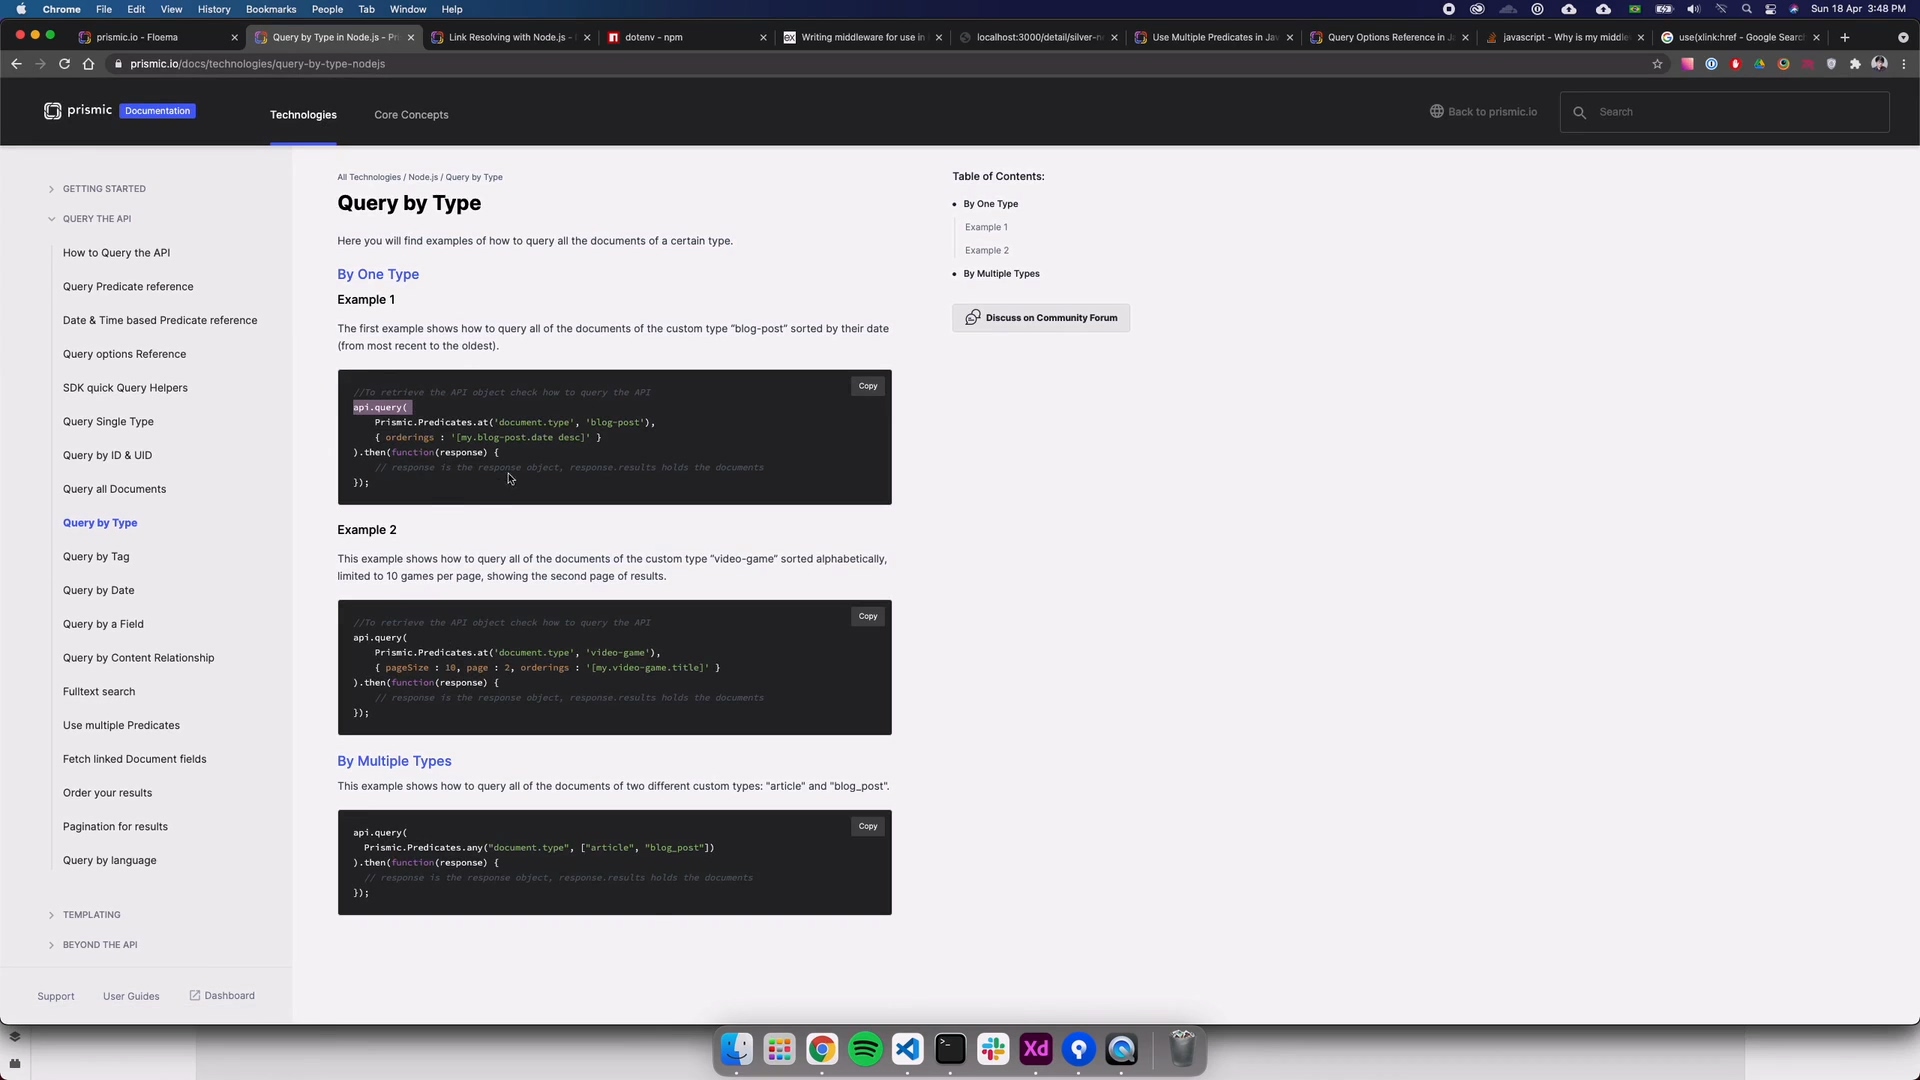 Chrome File Edit View History Bookmarks People Tab Window Help
Sun 18 Apr 3:48 PM
prismic.io - Floema
Query by Type in Node.js - Pri
Link Resolving with Node.js -
dotenv - npm
Writing middleware for use in
localhost:3000/detail/silver-n
Use Multiple Predicates in Jav
Query Options Reference in J
javascript - Why is my middle
use(xlink:href - Google Searc
prismic.io/docs/technologies/query-by-type-nodejs
prismic Documentation
Technologies
Core Concepts
Back to prismic.io
Search
GETTING STARTED
QUERY THE API
How to Query the API
Query Predicate reference
Date & Time based Predicate reference
Query options Reference
SDK quick Query Helpers
Query Single Type
Query by ID & UID
Query all Documents
Query by Type
Query by Tag
Query by Date
Query by a Field
Query by Content Relationship
Fulltext search
Use multiple Predicates
Fetch linked Document fields
Order your results
Pagination for results
Query by language
TEMPLATING
BEYOND THE API
Support User Guides Dashboard
All Technologies / Node.js / Query by Type
Query by Type
Here you will find examples of how to query all the documents of a certain type.
By One Type
Example 1
The first example shows how to query all of the documents of the custom type “blog-post” sorted by their date
(from most recent to the oldest).
Copy
//To retrieve the API object check how to query the API
api.query(
Prismic.Predicates.at('document.type', 'blog-post'),
{ orderings : '[my.blog-post.date desc]' }
).then(function(response) {
// response is the response object, response.results holds the documents
});
Example 2
This example shows how to query all of the documents of the custom type “video-game” sorted alphabetically,
limited to 10 games per page, showing the second page of results.
Copy
//To retrieve the API object check how to query the API
api.query(
Prismic.Predicates.at('document.type', 'video-game'),
{ pageSize : 10, page : 2, orderings : '[my.video-game.title]' }
).then(function(response) {
// response is the response object, response.results holds the documents
});
By Multiple Types
This example shows how to query all of the documents of two different custom types: "article" and "blog_post".
Copy
api.query(
Prismic.Predicates.any("document.type", ["article", "blog_post"])
).then(function(response) {
// response is the response object, response.results holds the documents
});
Table of Contents:
By One Type
Example 1
Example 2
By Multiple Types
Discuss on Community Forum
Xd